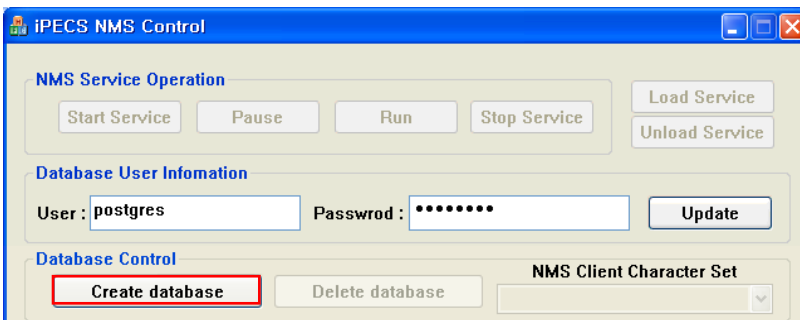 iPECS NMS Control
NMS Service Operation
Start Service Pause Run Stop Service
Load Service
Unload Service
Database User Infomation
User : postgres Passwrod : •••••••• Update
Database Control
Create database Delete database
NMS Client Character Set